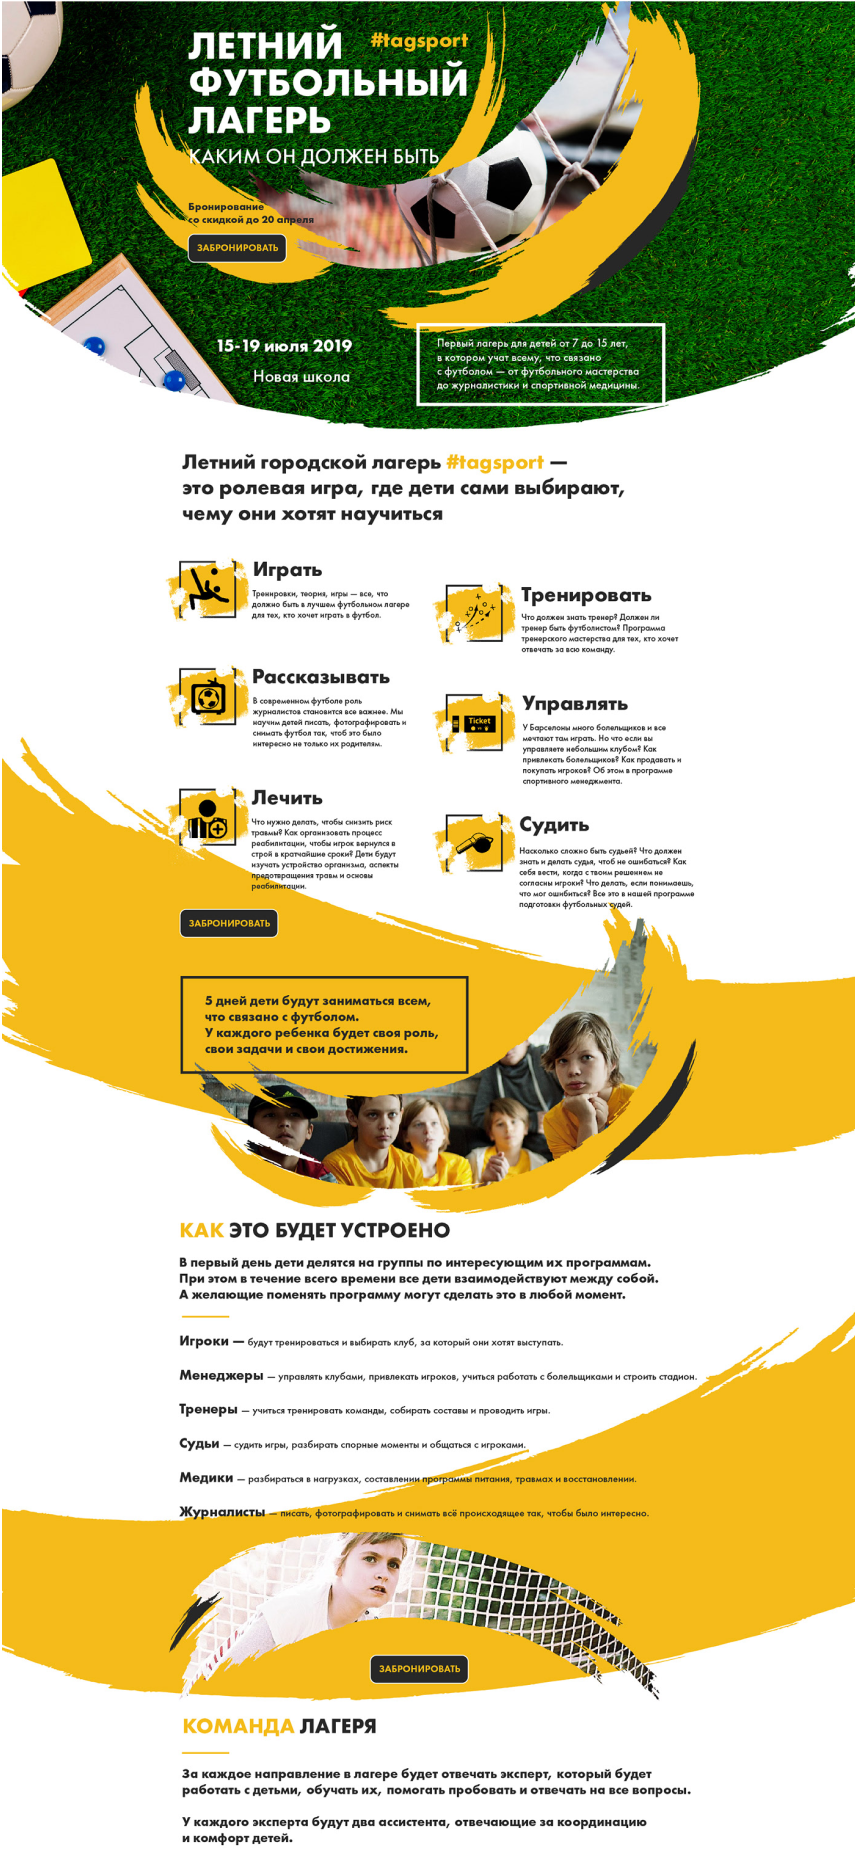 ЛЕТНИЙ #tagsport
ФУТБОЛЬНЫЙ
ЛАГЕРЬ
КАКИМ ОН ДОЛЖЕН БЫТЬ
Бронирование
со скидкой до 20 апреля
ЗАБРОНИРОВАТЬ
15-19 июля 2019
Новая школа
Первый лагерь для детей от 7 до 15 лет,
в котором учат всему, что связано
с футболом — от футбольного мастерства
до журналистики и спортивной медицины.
Летний городской лагерь #tagsport —
это ролевая игра, где дети сами выбирают,
чему они хотят научиться
Играть
Тренировки, теория, игры — все, что
должно быть в лучшем футбольном лагере
для тех, кто хочет играть в футбол.
Тренировать
Что должен знать тренер? Должен ли
тренер быть футболистом? Программа
тренерского мастерства для тех, кто хочет
отвечать за всю команду.
Рассказывать
В современном футболе роль
журналистов становится все важнее. Мы
научим детей писать, фотографировать и
снимать футбол так, чтоб это было
интересно не только их родителям.
Ticket
VS
Управлять
У Барселоны много болельщиков и все
мечтают там играть. Но что если вы
управляете небольшим клубом? Как
привлекать болельщиков? Как продавать и
покупать игроков? Об этом в программе
спортивного менеджмента.
Лечить
Что нужно делать, чтобы снизить риск
травмы? Как организовать процесс
реабилитации, чтобы игрок вернулся в
строй в кратчайшие сроки? Дети будут
изучать устройство организма, аспекты
предотвращения травм и основы
реабилитации.
Судить
Насколько сложно быть судьей? Что должен
знать и делать судья, чтоб не ошибаться? Как
себя вести, когда с твоим решением не
согласны игроки? Что делать, если понимаешь,
что мог ошибиться? Все это в нашей программе
подготовки футбольных судей.
ЗАБРОНИРОВАТЬ
5 дней дети будут заниматься всем,
что связано с футболом.
У каждого ребенка будет своя роль,
свои задачи и свои достижения.
КАК ЭТО БУДЕТ УСТРОЕНО
В первый день дети делятся на группы по интересующим их программам.
При этом в течение всего времени все дети взаимодействуют между собой.
А желающие поменять программу могут сделать это в любой момент.
Игроки — будут тренироваться и выбирать клуб, за который они хотят выступать.
Менеджеры — управлять клубами, привлекать игроков, учиться работать с болельщиками и строить стадион.
Тренеры — учиться тренировать команды, собирать составы и проводить игры.
Судьи — судить игры, разбирать спорные моменты и общаться с игроками.
Медики — разбираться в нагрузках, составлении программы питания, травмах и восстановлении.
Журналисты — писать, фотографировать и снимать всё происходящее так, чтобы было интересно.
ЗАБРОНИРОВАТЬ
КОМАНДА ЛАГЕРЯ
За каждое направление в лагере будет отвечать эксперт, который будет
работать с детьми, обучать их, помогать пробовать и отвечать на все вопросы.
У каждого эксперта будут два ассистента, отвечающие за координацию
и комфорт детей.